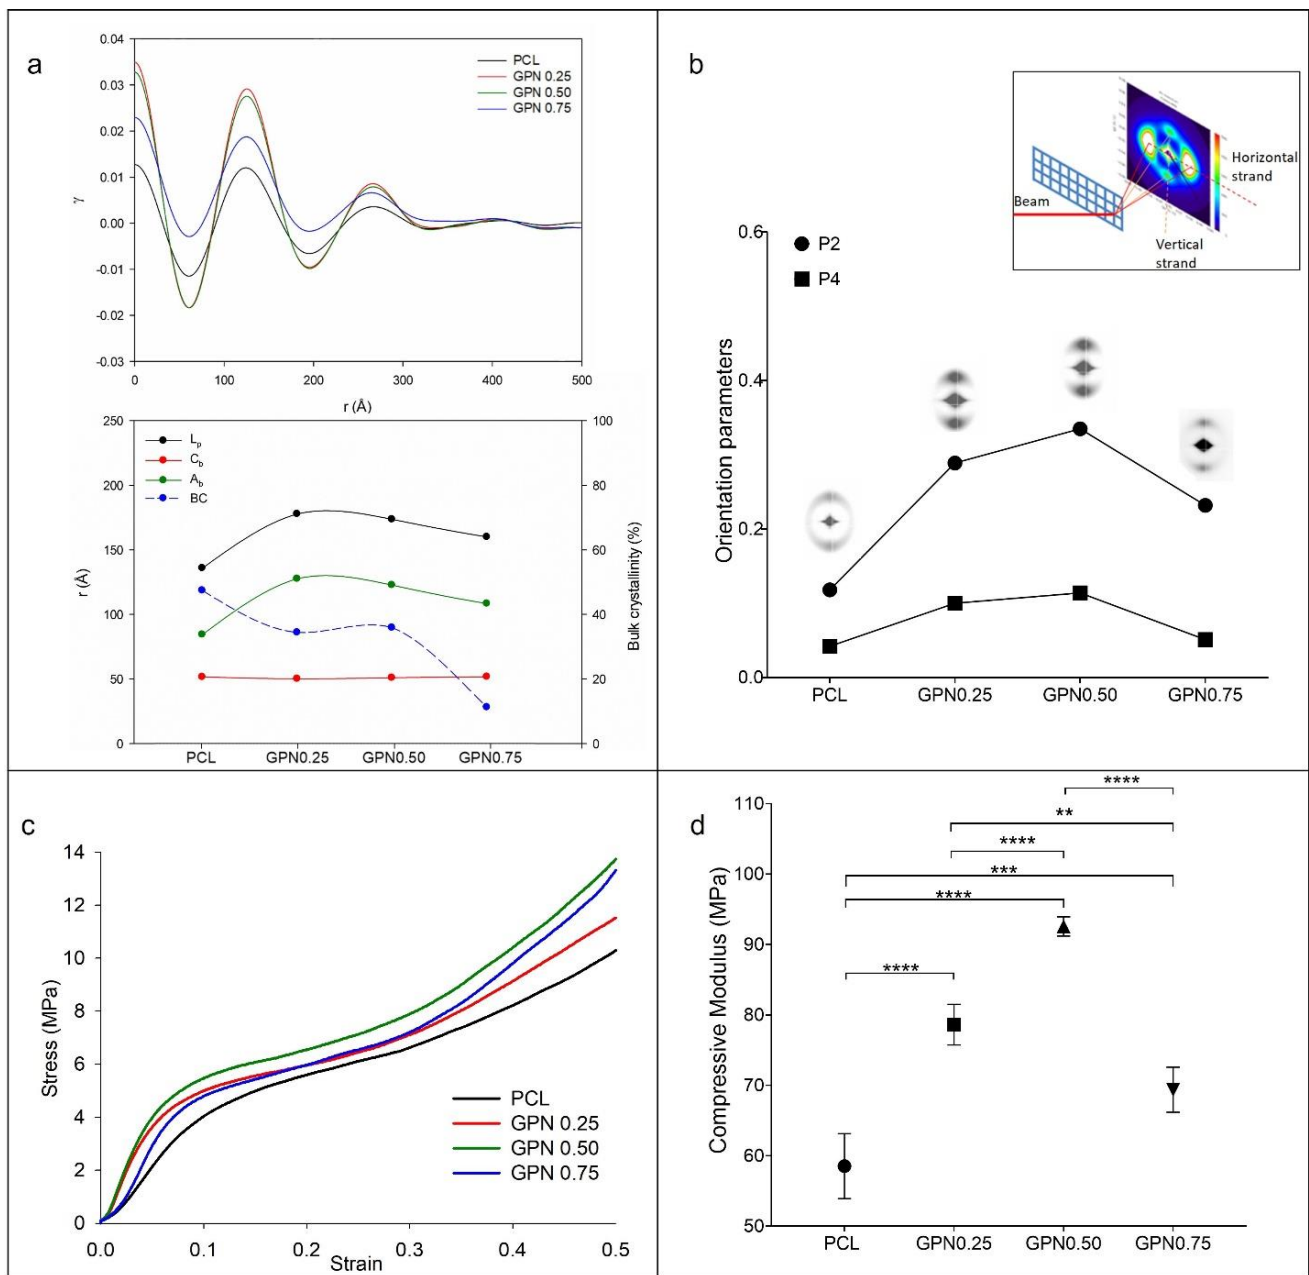 a
0.04
0.03
0.02
0.01
0.00
-0.01
-0.03
γ
PCL
GPN 0.25
GPN 0.50
GPN 0.75
0 100 200 300 400 500
r (Å)
250
200
150
100
50
0
r (Å)
Lp
Cb
Ab
BC
100
80
60
40
20
0
Bulk crystallinity (%)
PCL GPN0.25 GPN0.50 GPN0.75
b
Beam
Horizontal
strand
Vertical
strand
0.6
0.4
0.2
0.0
Orientation parameters
P2
P4
PCL GPN0.25 GPN0.50 GPN0.75
c
14
12
10
8
6
4
2
0
Stress (MPa)
PCL
GPN 0.25
GPN 0.50
GPN 0.75
0.0 0.1 0.2 0.3 0.4 0.5
Strain
d
110
100
90
80
70
60
50
Compressive Modulus (MPa)
****
**
****
***
****
****
PCL GPN0.25 GPN0.50 GPN0.75